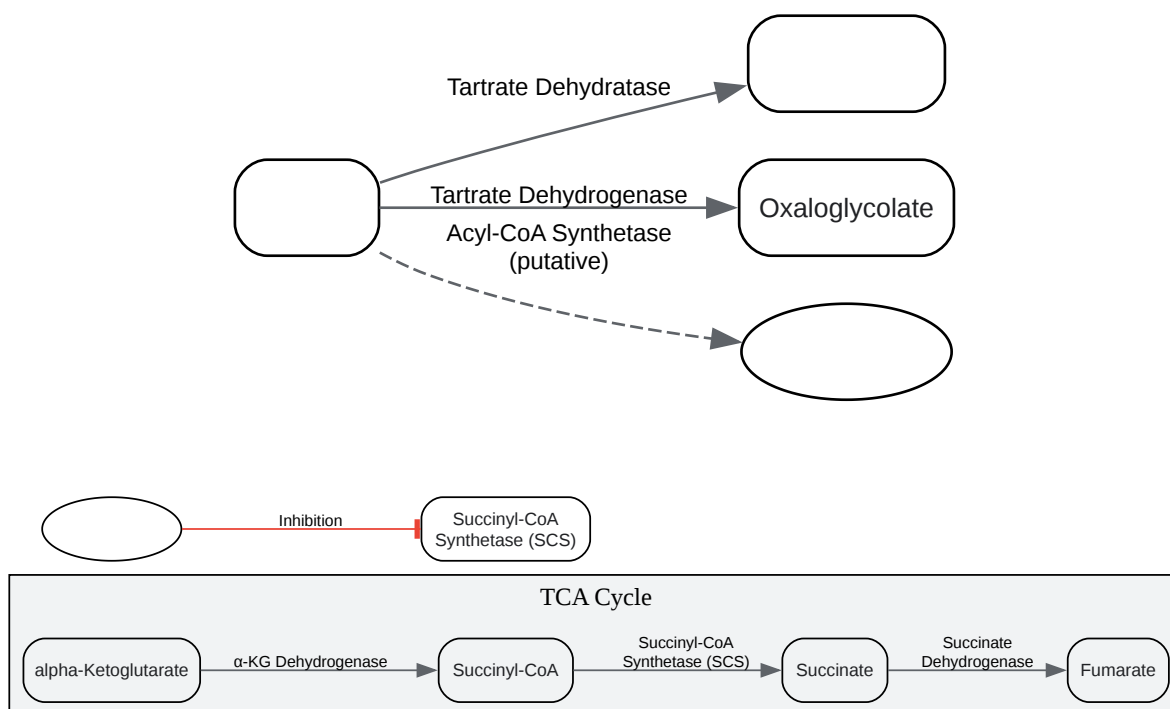 Tartrate Dehydratase
Tartrate Dehydrogenase
Oxaloglycolate
Acyl-CoA Synthetase
(putative)
Inhibition
Succinyl-CoA
Synthetase (SCS)
TCA Cycle
alpha-Ketoglutarate
α-KG Dehydrogenase
Succinyl-CoA
Succinyl-CoA
Synthetase (SCS)
Succinate
Succinate
Dehydrogenase
Fumarate